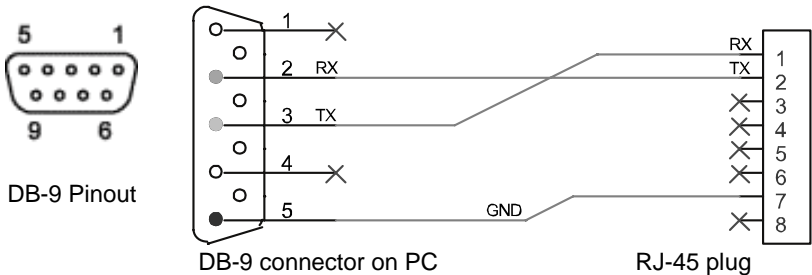 5 1
9 6
DB-9 Pinout
1
2 RX
3 TX
4
5
GND
DB-9 connector on PC
RX
TX
1
2
3
4
5
6
7
8
RJ-45 plug